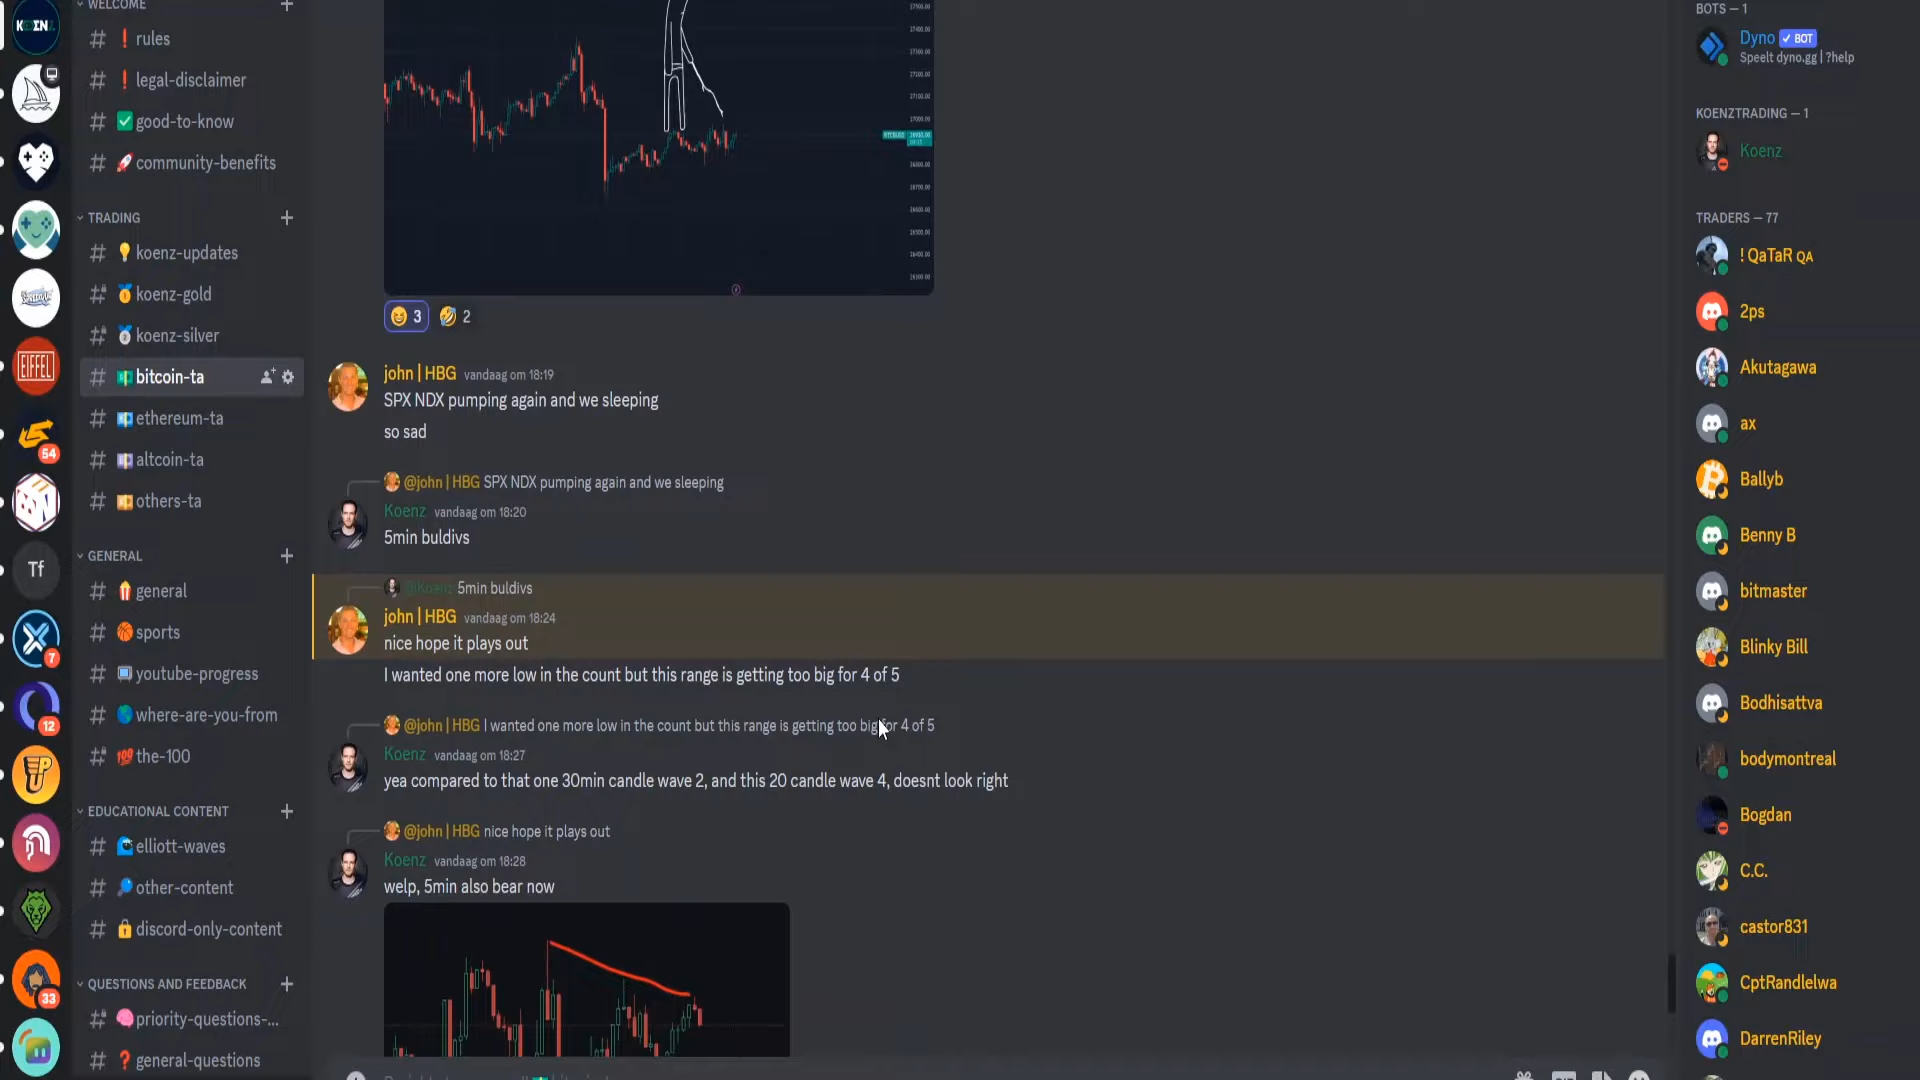 WELCOME
rules
legal-disclaimer
good-to-know
community-benefits
TRADING
koenz-updates
koenz-gold
koenz-silver
bitcoin-ta
ethereum-ta
altcoin-ta
others-ta
GENERAL
general
sports
youtube-progress
where-are-you-from
the-100
EDUCATIONAL CONTENT
elliott-waves
other-content
discord-only-content
QUESTIONS AND FEEDBACK
priority-questions-...
general-questions
EIFFEL
54
Tf
7
12
33
3 2
john | HBG vandaag om 18:19
SPX NDX pumping again and we sleeping
so sad
@john | HBG SPX NDX pumping again and we sleeping
Koenz vandaag om 18:20
5min buldivs
@Koenz 5min buldivs
john | HBG vandaag om 18:24
nice hope it plays out
I wanted one more low in the count but this range is getting too big for 4 of 5
@john | HBG I wanted one more low in the count but this range is getting too big for 4 of 5
Koenz vandaag om 18:27
yea compared to that one 30min candle wave 2, and this 20 candle wave 4, doesnt look right
@john | HBG nice hope it plays out
Koenz vandaag om 18:28
welp, 5min also bear now
BOTS — 1
Dyno BOT
Speelt dyno.gg | ?help
KOENZTRADING — 1
Koenz
TRADERS — 77
! QaTaR QA
2ps
Akutagawa
ax
Ballyb
Benny B
bitmaster
Blinky Bill
Bodhisattva
bodymontreal
Bogdan
C.C.
castor831
CptRandlelwa
DarrenRiley